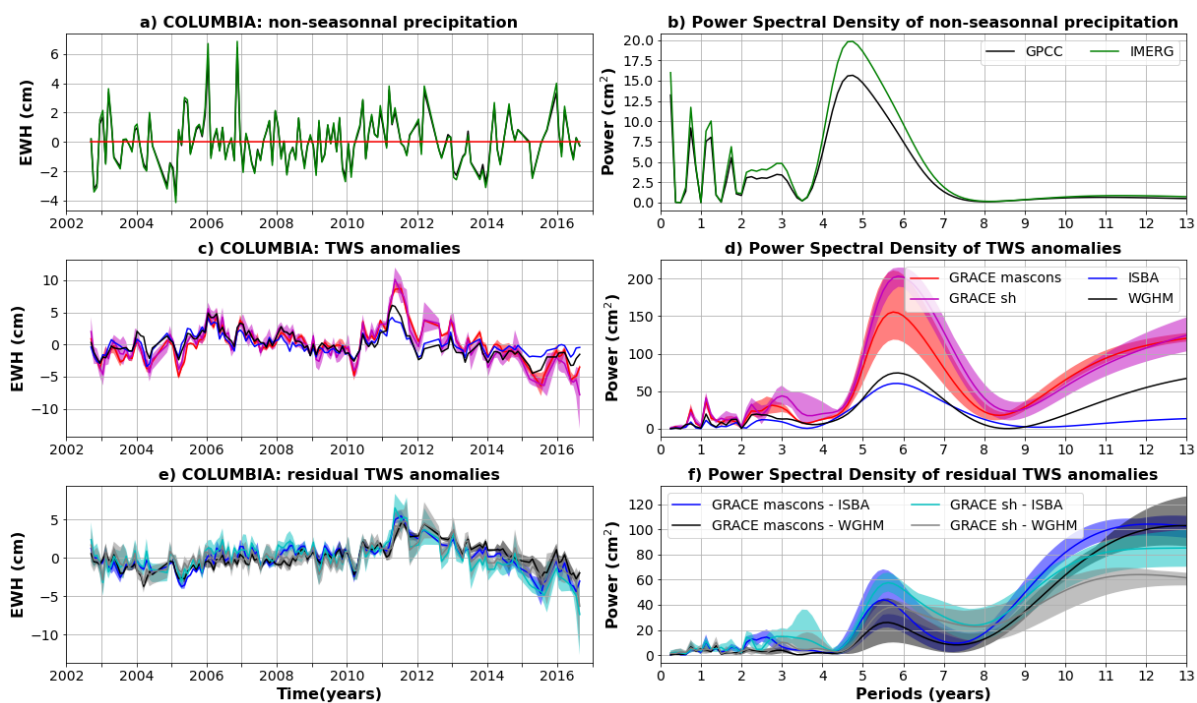 a) COLUMBIA: non-seasonnal precipitation
EWH (cm)
6
4
2
0
−2
−4
2002 2004 2006 2008 2010 2012 2014 2016
b) Power Spectral Density of non-seasonnal precipitation
Power (cm²)
20.0
17.5
15.0
12.5
10.0
7.5
5.0
2.5
0.0
GPCC IMERG
0 1 2 3 4 5 6 7 8 9 10 11 12 13
c) COLUMBIA: TWS anomalies
EWH (cm)
10
5
0
−5
−10
2002 2004 2006 2008 2010 2012 2014 2016
d) Power Spectral Density of TWS anomalies
Power (cm²)
200
150
100
50
0
GRACE mascons ISBA
GRACE sh WGHM
0 1 2 3 4 5 6 7 8 9 10 11 12 13
e) COLUMBIA: residual TWS anomalies
EWH (cm)
5
0
−5
−10
2002 2004 2006 2008 2010 2012 2014 2016
Time(years)
f) Power Spectral Density of residual TWS anomalies
Power (cm²)
120
100
80
60
40
20
0
GRACE mascons - ISBA GRACE sh - ISBA
GRACE mascons - WGHM GRACE sh - WGHM
0 1 2 3 4 5 6 7 8 9 10 11 12 13
Periods (years)